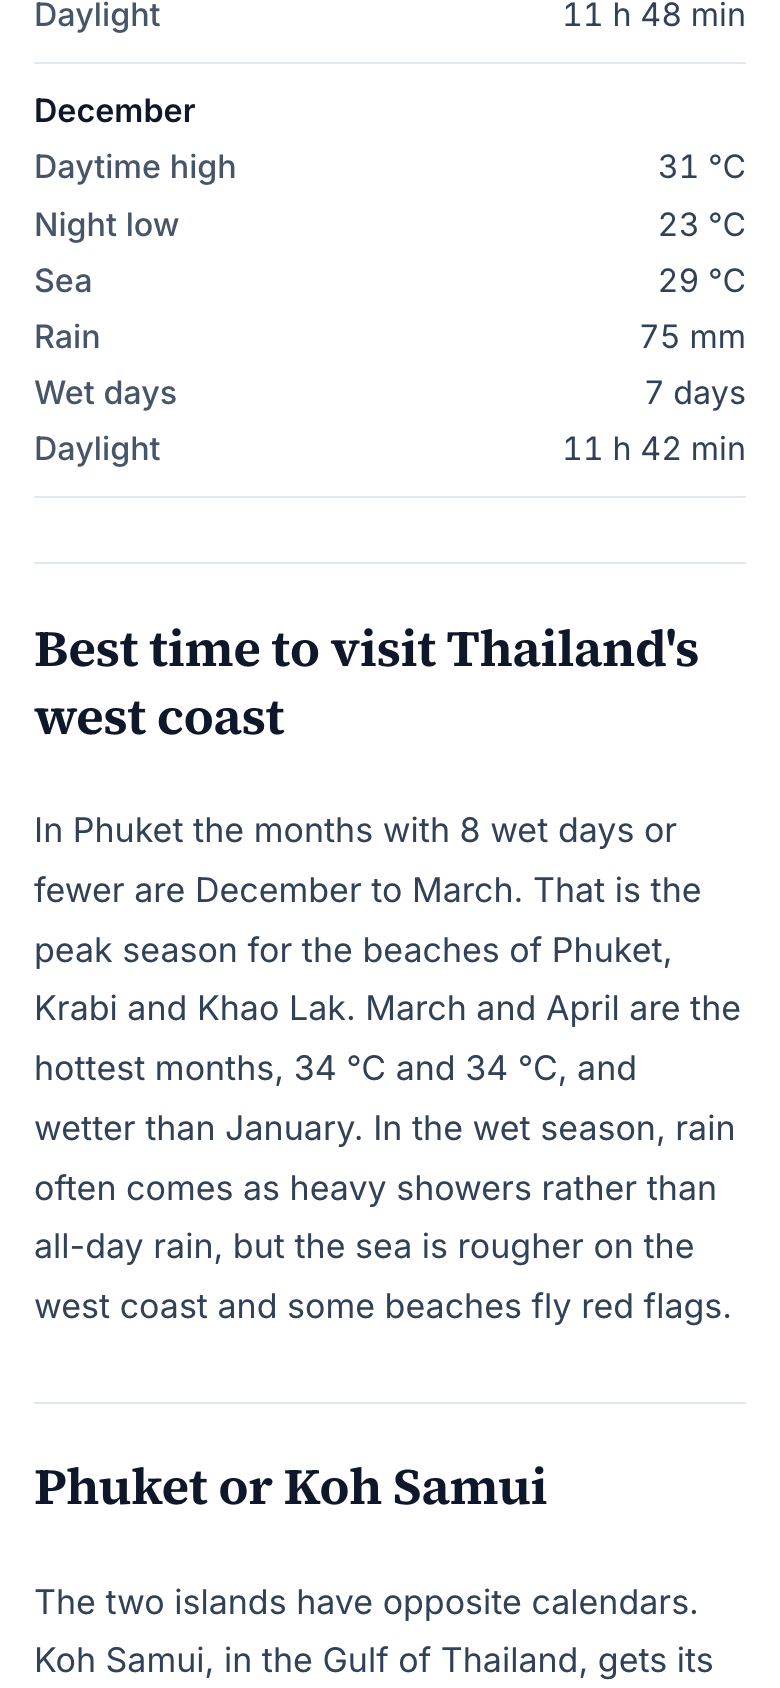 Daylight 11 h 48 min
December
Daytime high 31 °C
Night low 23 °C
Sea 29 °C
Rain 75 mm
Wet days 7 days
Daylight 11 h 42 min
Best time to visit Thailand's
west coast
In Phuket the months with 8 wet days or
fewer are December to March. That is the
peak season for the beaches of Phuket,
Krabi and Khao Lak. March and April are the
hottest months, 34 °C and 34 °C, and
wetter than January. In the wet season, rain
often comes as heavy showers rather than
all-day rain, but the sea is rougher on the
west coast and some beaches fly red flags.
Phuket or Koh Samui
The two islands have opposite calendars.
Koh Samui, in the Gulf of Thailand, gets its